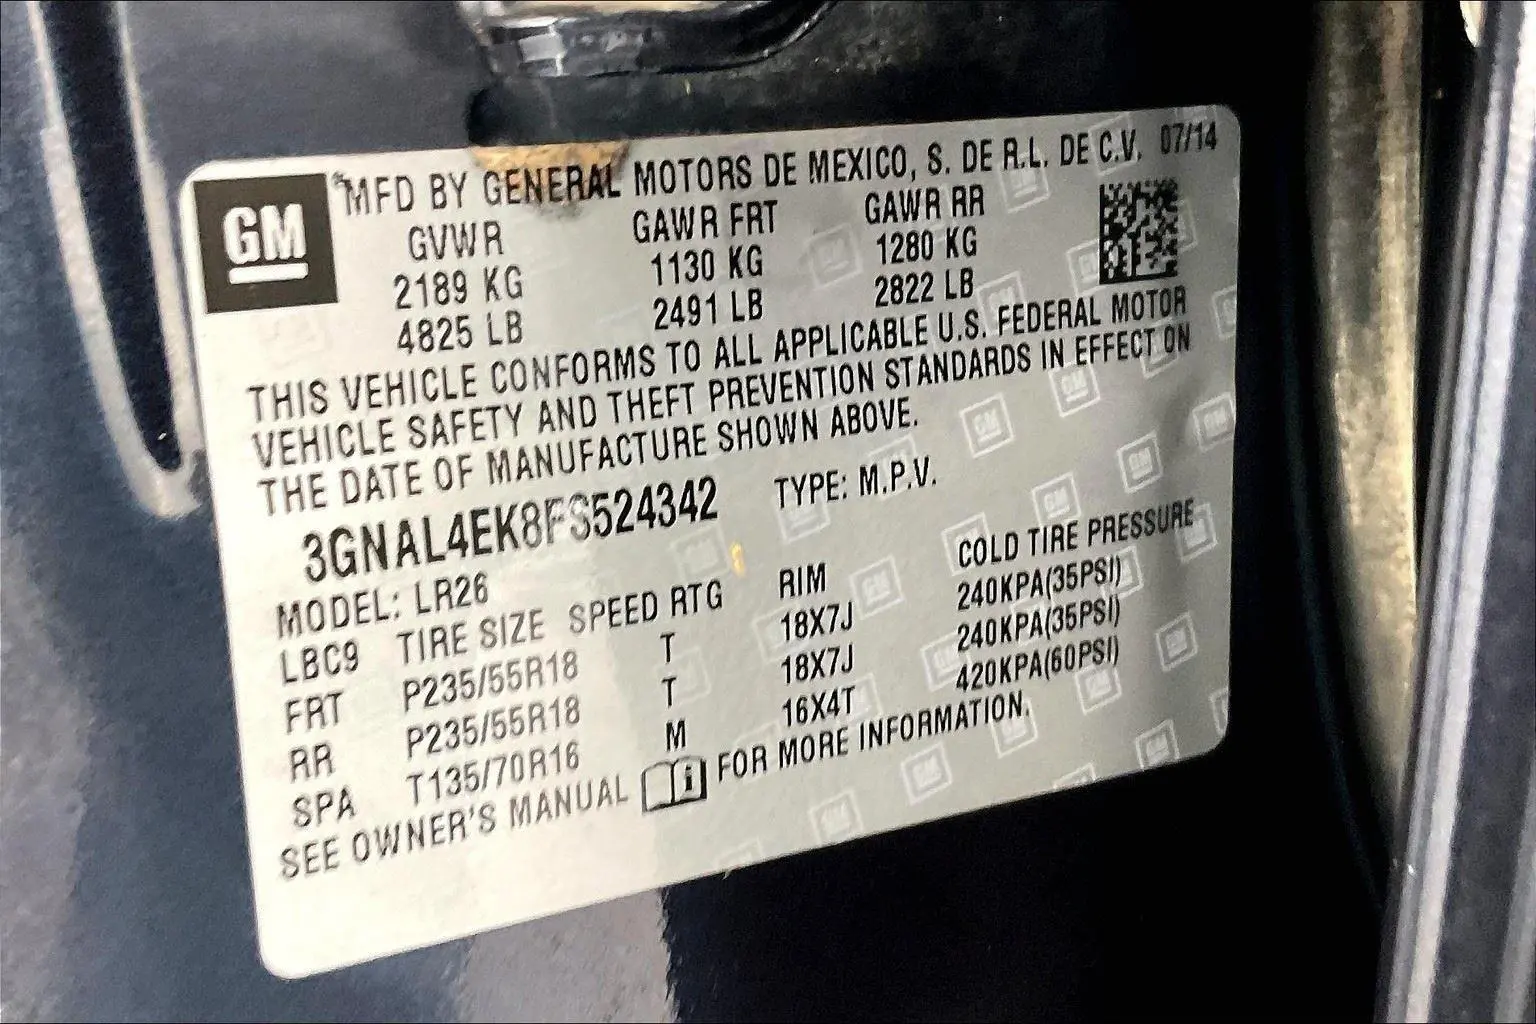 GM
MFD BY GENERAL MOTORS DE MEXICO, S. DE R.L. DE C.V. 07/14
GVWR GAWR FRT GAWR RR
2189 KG 1130 KG 1280 KG
4825 LB 2491 LB 2822 LB
THIS VEHICLE CONFORMS TO ALL APPLICABLE U.S. FEDERAL MOTOR
VEHICLE SAFETY AND THEFT PREVENTION STANDARDS IN EFFECT ON
THE DATE OF MANUFACTURE SHOWN ABOVE.
3GNAL4EK8FS524342 TYPE: M.P.V.
MODEL: LR26
LBC9 TIRE SIZE SPEED RTG RIM COLD TIRE PRESSURE
FRT P235/55R18 T 18X7J 240KPA(35PSI)
RR P235/55R18 T 18X7J 240KPA(35PSI)
SPA T135/70R16 M 16X4T 420KPA(60PSI)
SEE OWNER'S MANUAL FOR MORE INFORMATION.